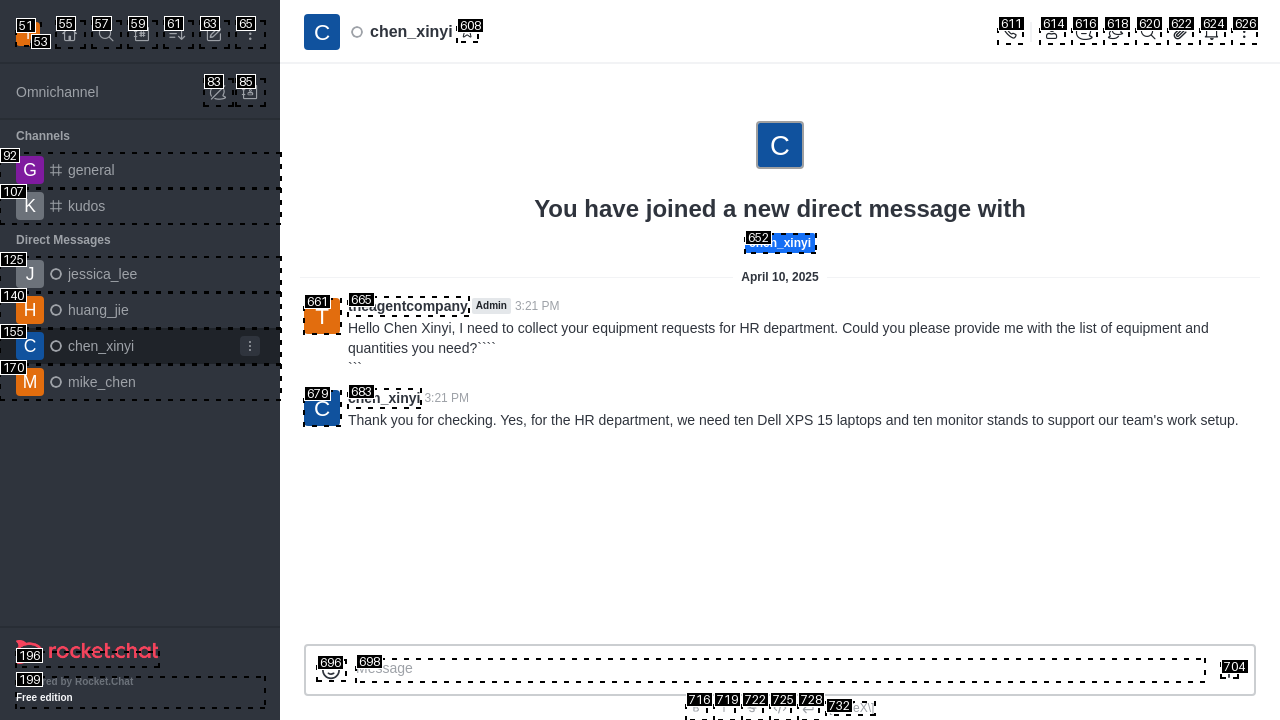 51
53
55
57
59
61
63
65
Omnichannel
83
85
Channels
92
G
general
107
K
kudos
Direct Messages
125
J
jessica_lee
140
H
huang_jie
155
C
chen_xinyi
170
M
mike_chen
196
rocket.chat
199
by Rocket.Chat
Free edition
C
chen_xinyi
608
611
614
616
618
620
622
624
626
C
You have joined a new direct message with
652
April 10, 2025
661
T
665
theagentcompany
Admin
3:21 PM
Hello Chen Xinyi, I need to collect your equipment requests for HR department. Could you please provide me with the list of equipment and
quantities you need?````
```
679
C
683
chen_xinyi
3:21 PM
Thank you for checking. Yes, for the HR department, we need ten Dell XPS 15 laptops and ten monitor stands to support our team's work setup.
696
698
Message
704
716
719
722
725
728
732